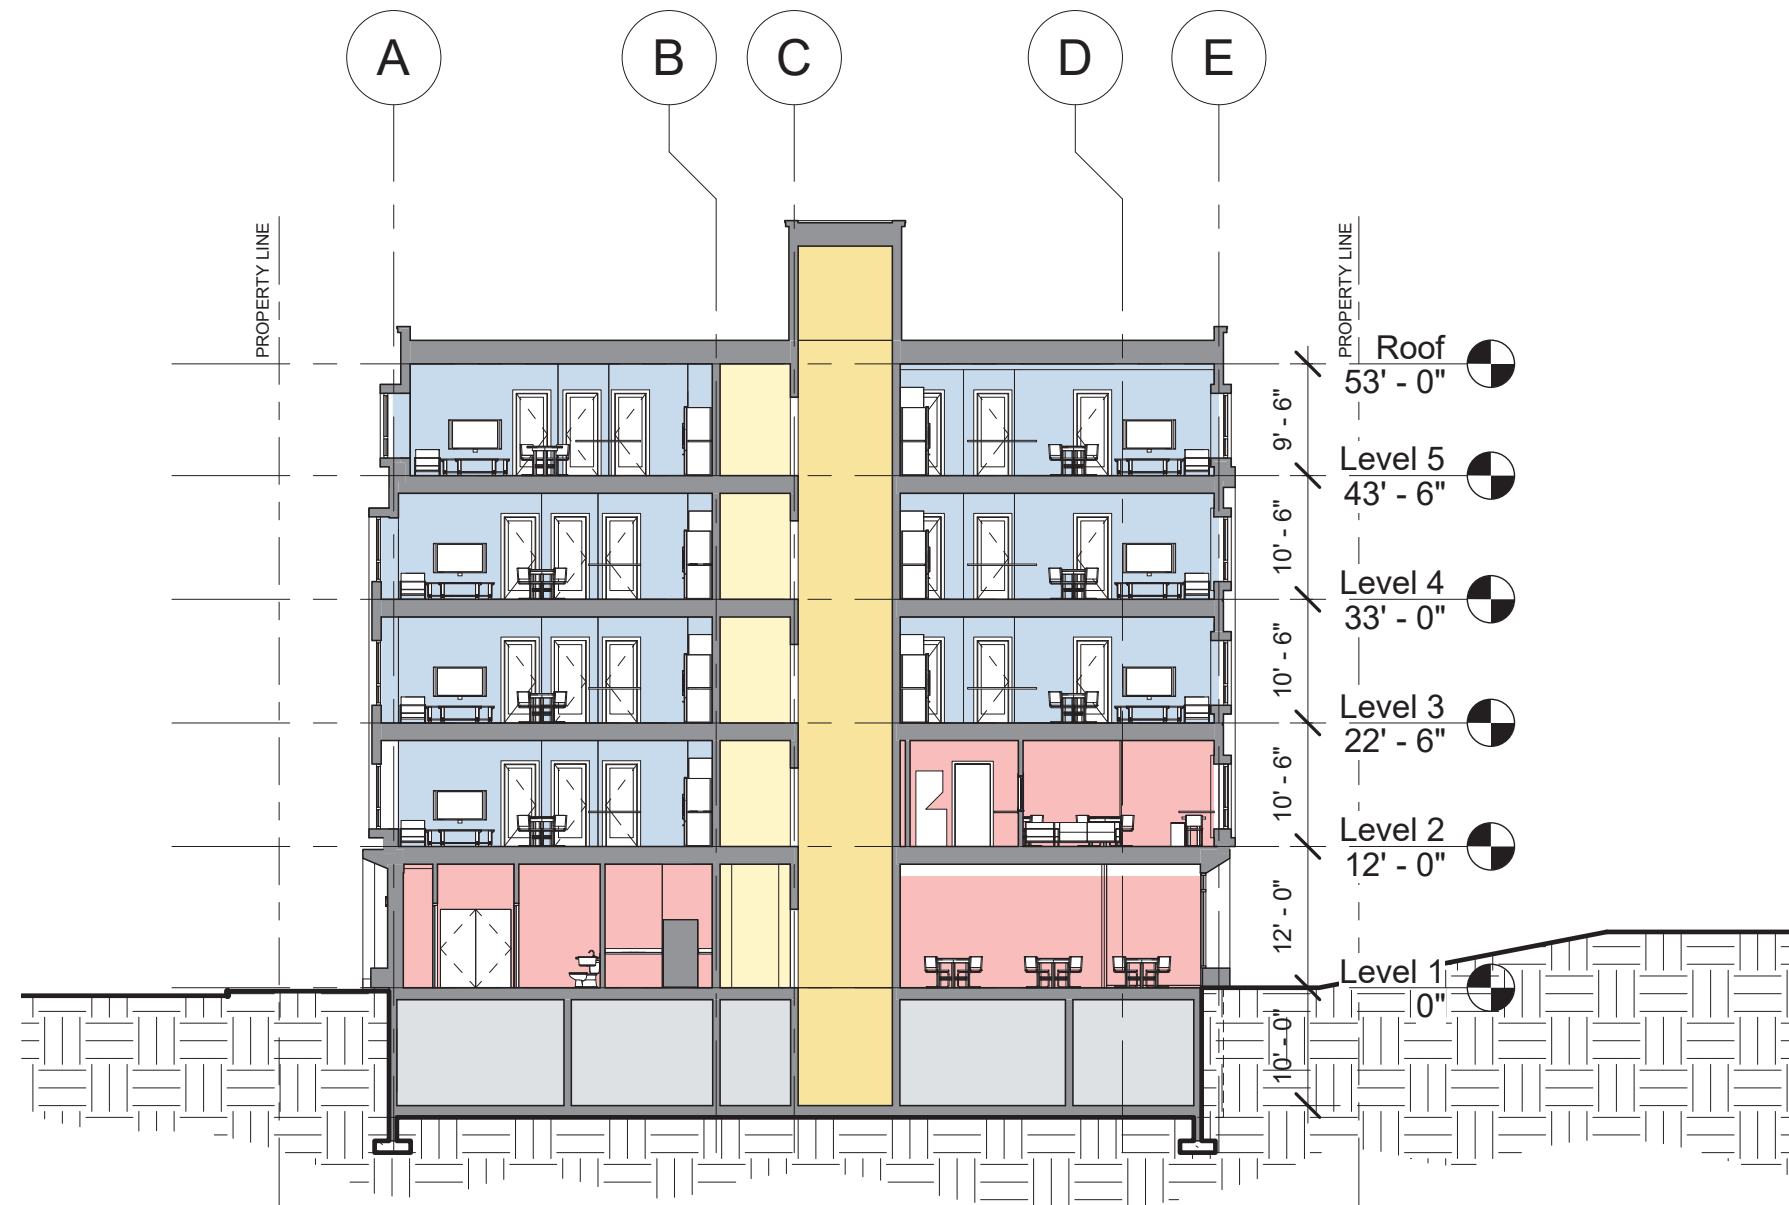 A
B
C
D
E
PROPERTY LINE
PROPERTY LINE
Roof
53' - 0"
9' - 6"
Level 5
43' - 6"
10' - 6"
Level 4
33' - 0"
10' - 6"
Level 3
22' - 6"
10' - 6"
Level 2
12' - 0"
12' - 0"
Level 1
0"
10' - 0"